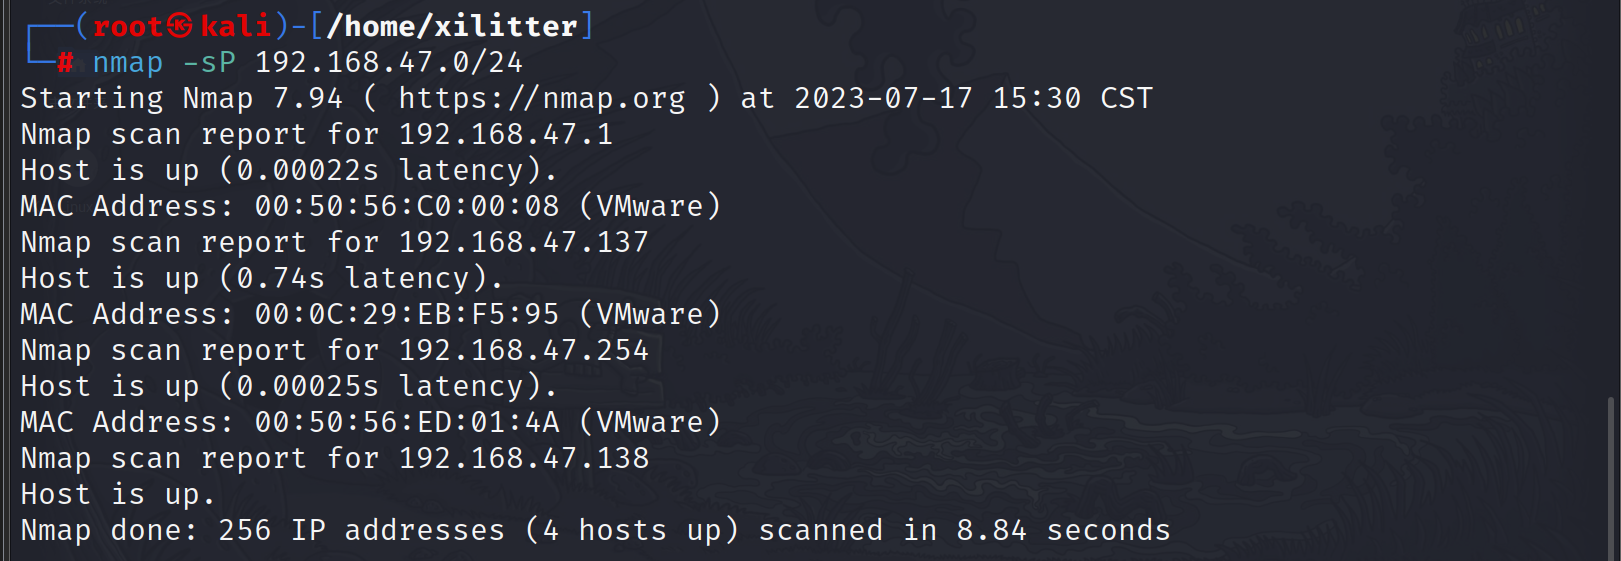 ┌──(root㉿kali)-[/home/xilitter]
└─# nmap -sP 192.168.47.0/24
Starting Nmap 7.94 ( https://nmap.org ) at 2023-07-17 15:30 CST
Nmap scan report for 192.168.47.1
Host is up (0.00022s latency).
MAC Address: 00:50:56:C0:00:08 (VMware)
Nmap scan report for 192.168.47.137
Host is up (0.74s latency).
MAC Address: 00:0C:29:EB:F5:95 (VMware)
Nmap scan report for 192.168.47.254
Host is up (0.00025s latency).
MAC Address: 00:50:56:ED:01:4A (VMware)
Nmap scan report for 192.168.47.138
Host is up.
Nmap done: 256 IP addresses (4 hosts up) scanned in 8.84 seconds